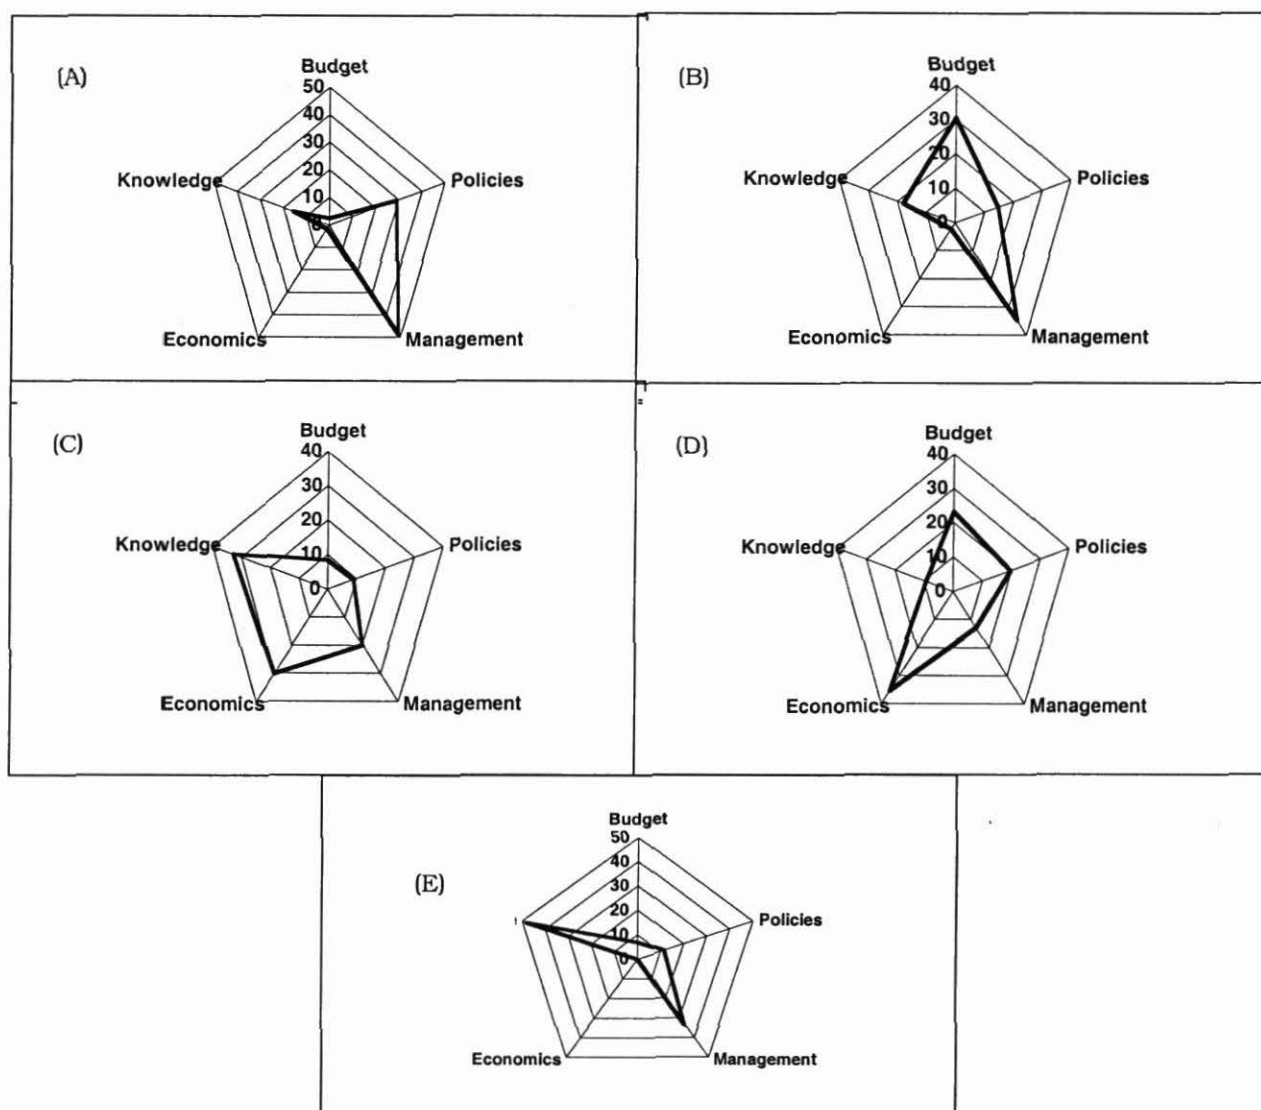 (A)
Budget
50
40
30
20
10
0
Knowledge
Policies
Economics
Management
(B)
Budget
40
30
20
10
0
Knowledge
Policies
Economics
Management
(C)
Budget
40
30
20
10
0
Knowledge
Policies
Economics
Management
(D)
Budget
40
30
20
10
0
Knowledge
Policies
Economics
Management
(E)
Budget
50
40
30
20
10
0
Policies
Economics
Management